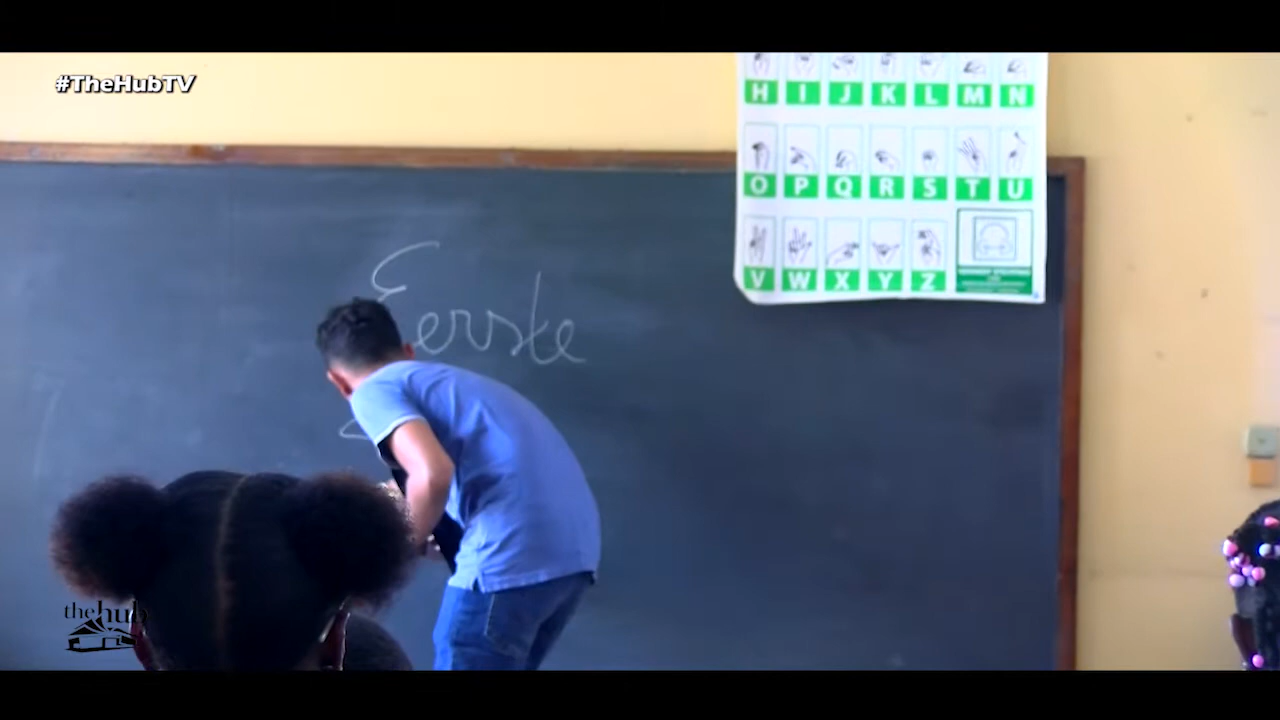 #TheHubTV
H I J K L M N
O P Q R S T U
V W X Y Z
Eerste
thehub